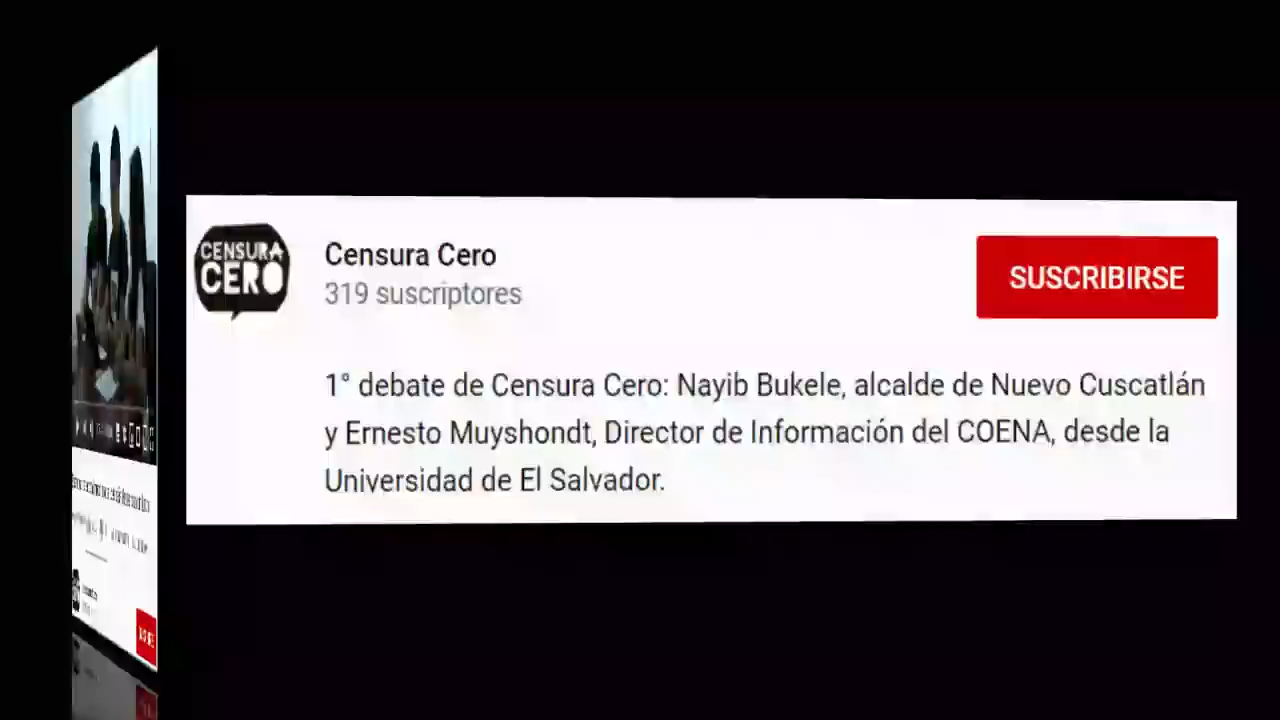 CENSURA
CERO
Censura Cero
319 suscriptores
SUSCRIBIRSE
1° debate de Censura Cero: Nayib Bukele, alcalde de Nuevo Cuscatlán
y Ernesto Muyshondt, Director de Información del COENA, desde la
Universidad de El Salvador.